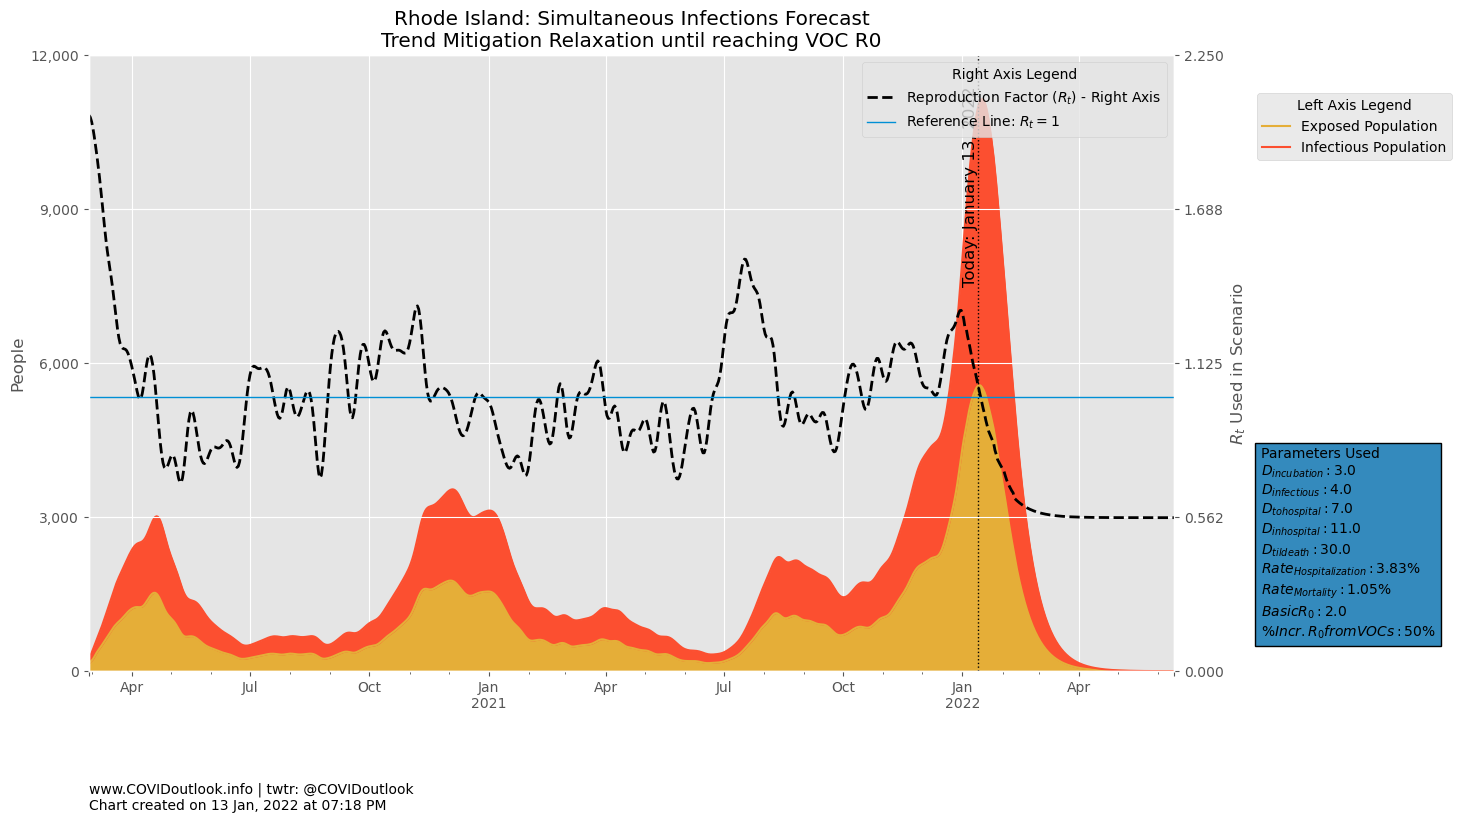 Rhode Island: Simultaneous Infections Forecast
Trend Mitigation Relaxation until reaching VOC R0
12,000
9,000
6,000
3,000
0
People
Right Axis Legend
Reproduction Factor (Rt) - Right Axis
Reference Line: Rt = 1
Today: January 13, 2022
2.250
1.688
1.125
0.562
0.000
Rt Used in Scenario
Left Axis Legend
Exposed Population
Infectious Population
Parameters Used
Dincubation : 3.0
Dinfectious : 4.0
Dtohospital : 7.0
Dinhospital : 11.0
Dtildeath : 30.0
RateHospitalization : 3.83%
RateMortality : 1.05%
BasicR0 : 2.0
%Incr. R0fromVOCs : 50%
Apr
Jul
Oct
Jan
2021
Apr
Jul
Oct
Jan
2022
Apr
www.COVIDoutlook.info | twtr: @COVIDoutlook
Chart created on 13 Jan, 2022 at 07:18 PM